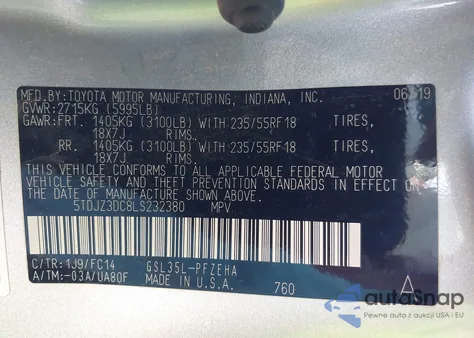 MFD.BY:TOYOTA MOTOR MANUFACTURING, INDIANA, INC. 06/19
GVWR:2715KG (5995LB)
GAWR:FRT. 1405KG (3100LB) WITH 235/55RF18 TIRES,
18X7J RIMS.
RR. 1405KG (3100LB) WITH 235/55RF18 TIRES,
18X7J RIMS.
THIS VEHICLE CONFORMS TO ALL APPLICABLE FEDERAL MOTOR
VEHICLE SAFETY AND THEFT PREVENTION STANDARDS IN EFFECT ON
THE DATE OF MANUFACTURE SHOWN ABOVE.
5TDJZ3DC8LS232380 MPV
C/TR:1J9/FC14 GSL35L-PFZEHA
A/TM:-03A/UA80F MADE IN U.S.A. 760
A
autaSnap
Pewne auta z USA i EU